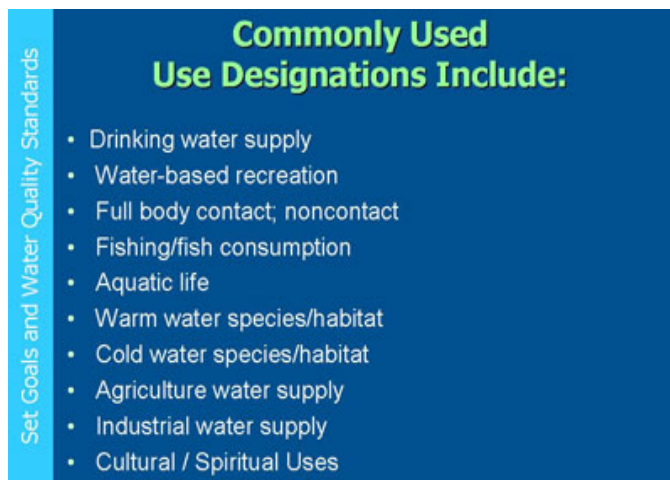 Set Goals and Water Quality Standards
Commonly Used
Use Designations Include:
• Drinking water supply
• Water-based recreation
• Full body contact; noncontact
• Fishing/fish consumption
• Aquatic life
• Warm water species/habitat
• Cold water species/habitat
• Agriculture water supply
• Industrial water supply
• Cultural / Spiritual Uses